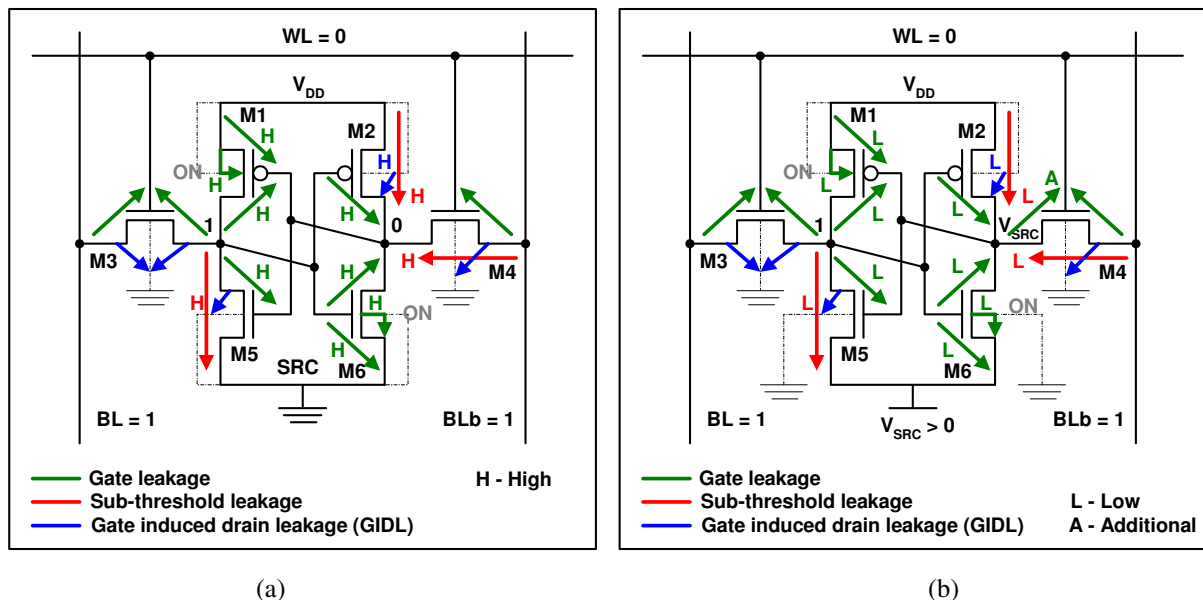 WL = 0
V_DD
M1
M2
H
H
H
ON
H
H
H
H
1
0
M3
H
M4
H
H
H
H
ON
M5
H
SRC
M6
BL = 1
BLb = 1
Gate leakage
H - High
Sub-threshold leakage
Gate induced drain leakage (GIDL)
(a)
WL = 0
V_DD
M1
M2
L
L
A
ON
L
L
L
L
1
V_SRC
M3
L
M4
L
L
L
L
ON
M5
L
M6
V_SRC > 0
BL = 1
BLb = 1
Gate leakage
Sub-threshold leakage
L - Low
Gate induced drain leakage (GIDL)
A - Additional
(b)